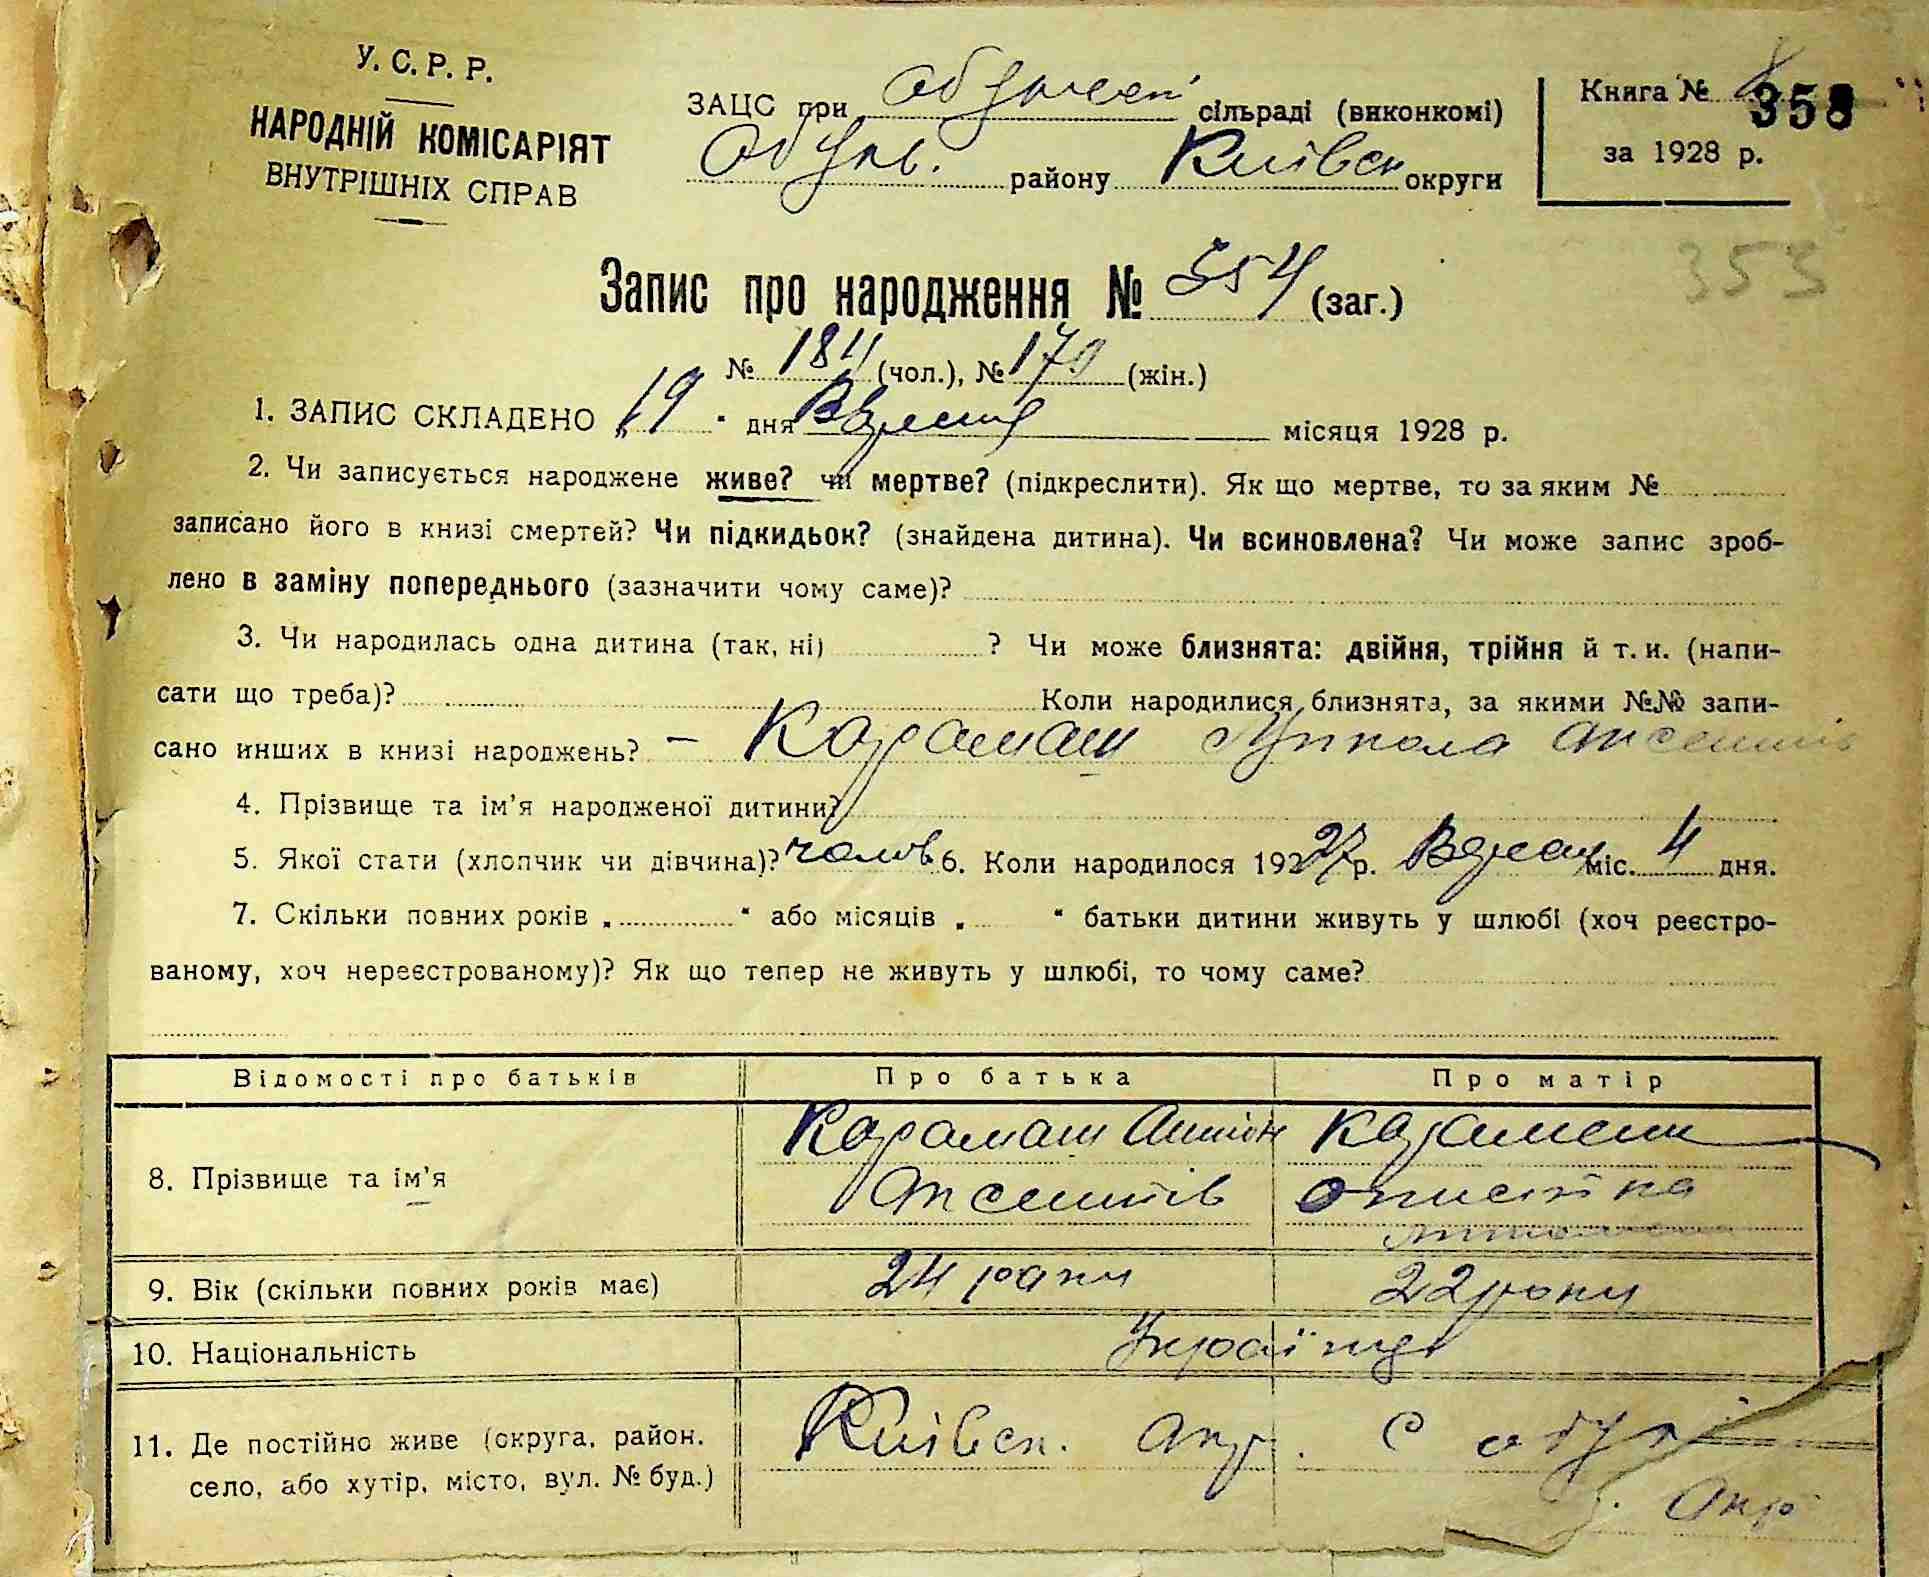 У. С. Р. Р.
НАРОДНІЙ КОМІСАРІЯТ
ВНУТРІШНІХ СПРАВ
ЗАЦС при сільраді (виконкомі)
Обухів. району Київськ округи
Книга № 358
за 1928 р.
353
Запис про народження № 354 (заг.)
№ 184 (чол.), № 170 (жін.)
1. ЗАПИС СКЛАДЕНО „19" дня Вересня місяця 1928 р.
2. Чи записується народжене живе? чи мертве? (підкреслити). Як що мертве, то за яким №
записано його в книзі смертей? Чи підкидьок? (знайдена дитина). Чи всиновлена? Чи може запис зроб-
лено в заміну попереднього (зазначити чому саме)?
3. Чи народилась одна дитина (так, ні) ? Чи може близнята: двійня, трійня й т. и. (напи-
сати що треба)? Коли народилися близнята, за якими №№ запи-
сано инших в книзі народжень? — Карамаш Микола
4. Прізвище та ім'я народженої дитини?
5. Якої стати (хлопчик чи дівчина)? чолов 6. Коли народилося 1927 р. Вересня міс. 4 дня.
7. Скільки повних років „ " або місяців „ " батьки дитини живуть у шлюбі (хоч реєстро-
ваному, хоч нереєстрованому)? Як що тепер не живуть у шлюбі, то чому саме?
Відомості про батьків Про батька Про матір
8. Прізвище та ім'я Карамаш Антін Карамаш
Аксентів
9. Вік (скільки повних років має) 24 роки 22 роки
10. Національність Українці
11. Де постійно живе (округа, район, Київськ. окр. с
село, або хутір, місто, вул. № буд.)